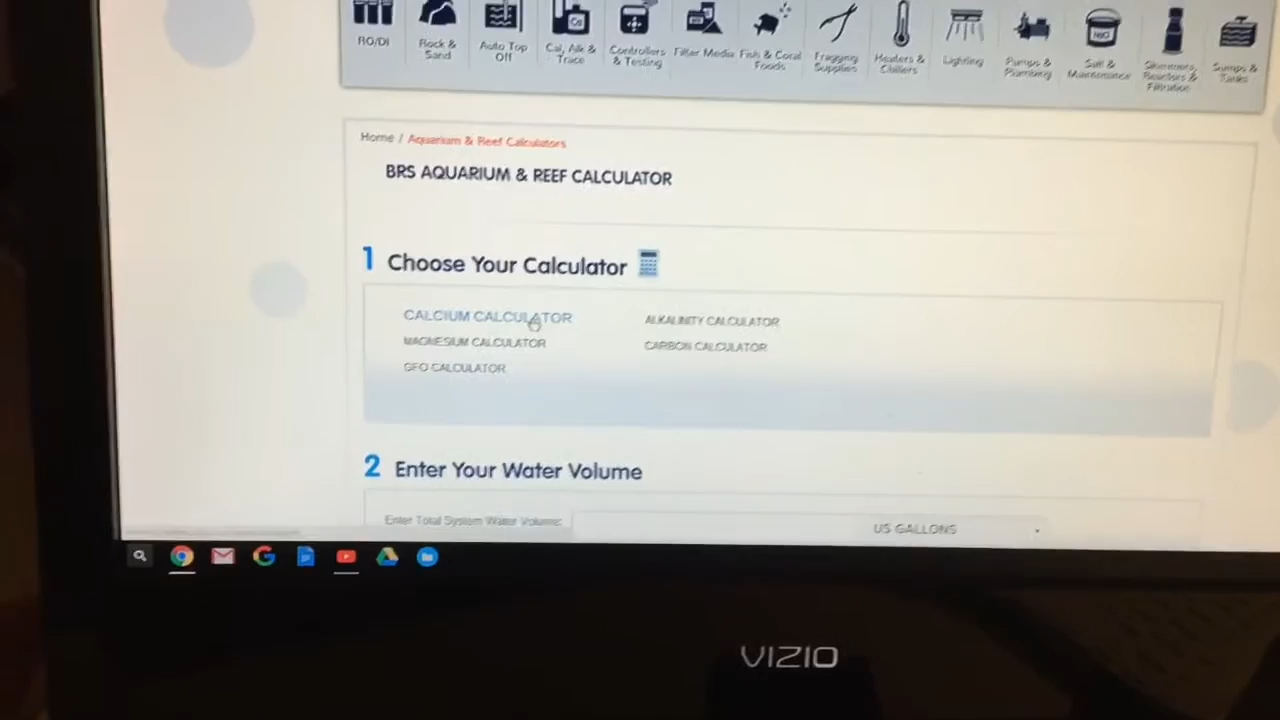 RO/DI
Rock &
Sand
Auto Top
Off
Cal, Alk &
Trace
Controllers
& Testing
Filter Media
Fish & Coral
Foods
Fragging
Supplies
Heaters &
Chillers
Lighting
Pumps &
Plumbing
Salt &
Maintenance
Skimmers,
Reactors &
Filtration
Sumps &
Tanks
Home / Aquarium & Reef Calculators
BRS AQUARIUM & REEF CALCULATOR
1 Choose Your Calculator
CALCIUM CALCULATOR
ALKALINITY CALCULATOR
MAGNESIUM CALCULATOR
CARBON CALCULATOR
GFO CALCULATOR
2 Enter Your Water Volume
Enter Total System Water Volume:
US GALLONS
VIZIO